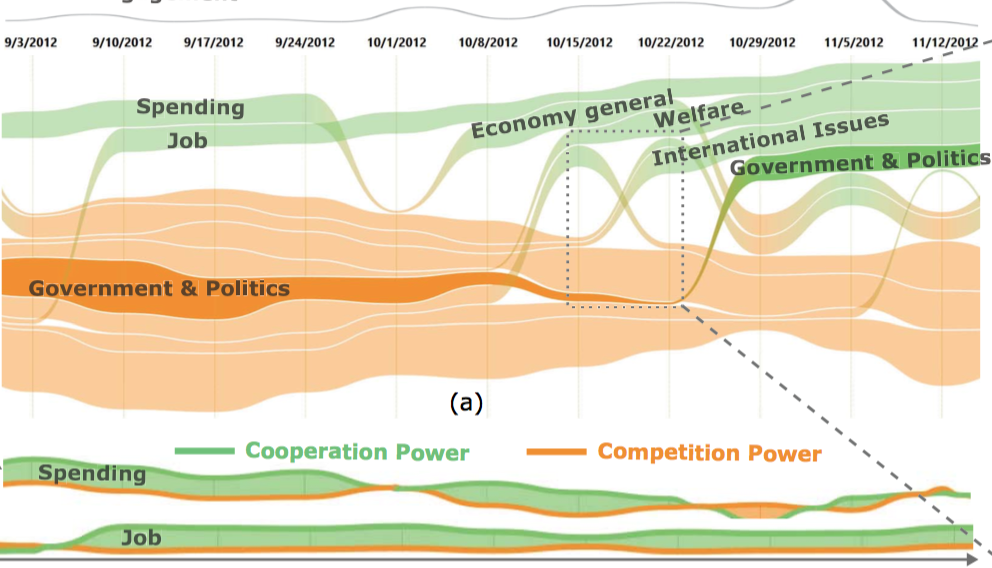 9/3/2012 9/10/2012 9/17/2012 9/24/2012 10/1/2012 10/8/2012 10/15/2012 10/22/2012 10/29/2012 11/5/2012 11/12/2012
Spending
Economy general
Welfare
Job
International Issues
Government & Politics
Government & Politics
(a)
Cooperation Power
Competition Power
Spending
Job